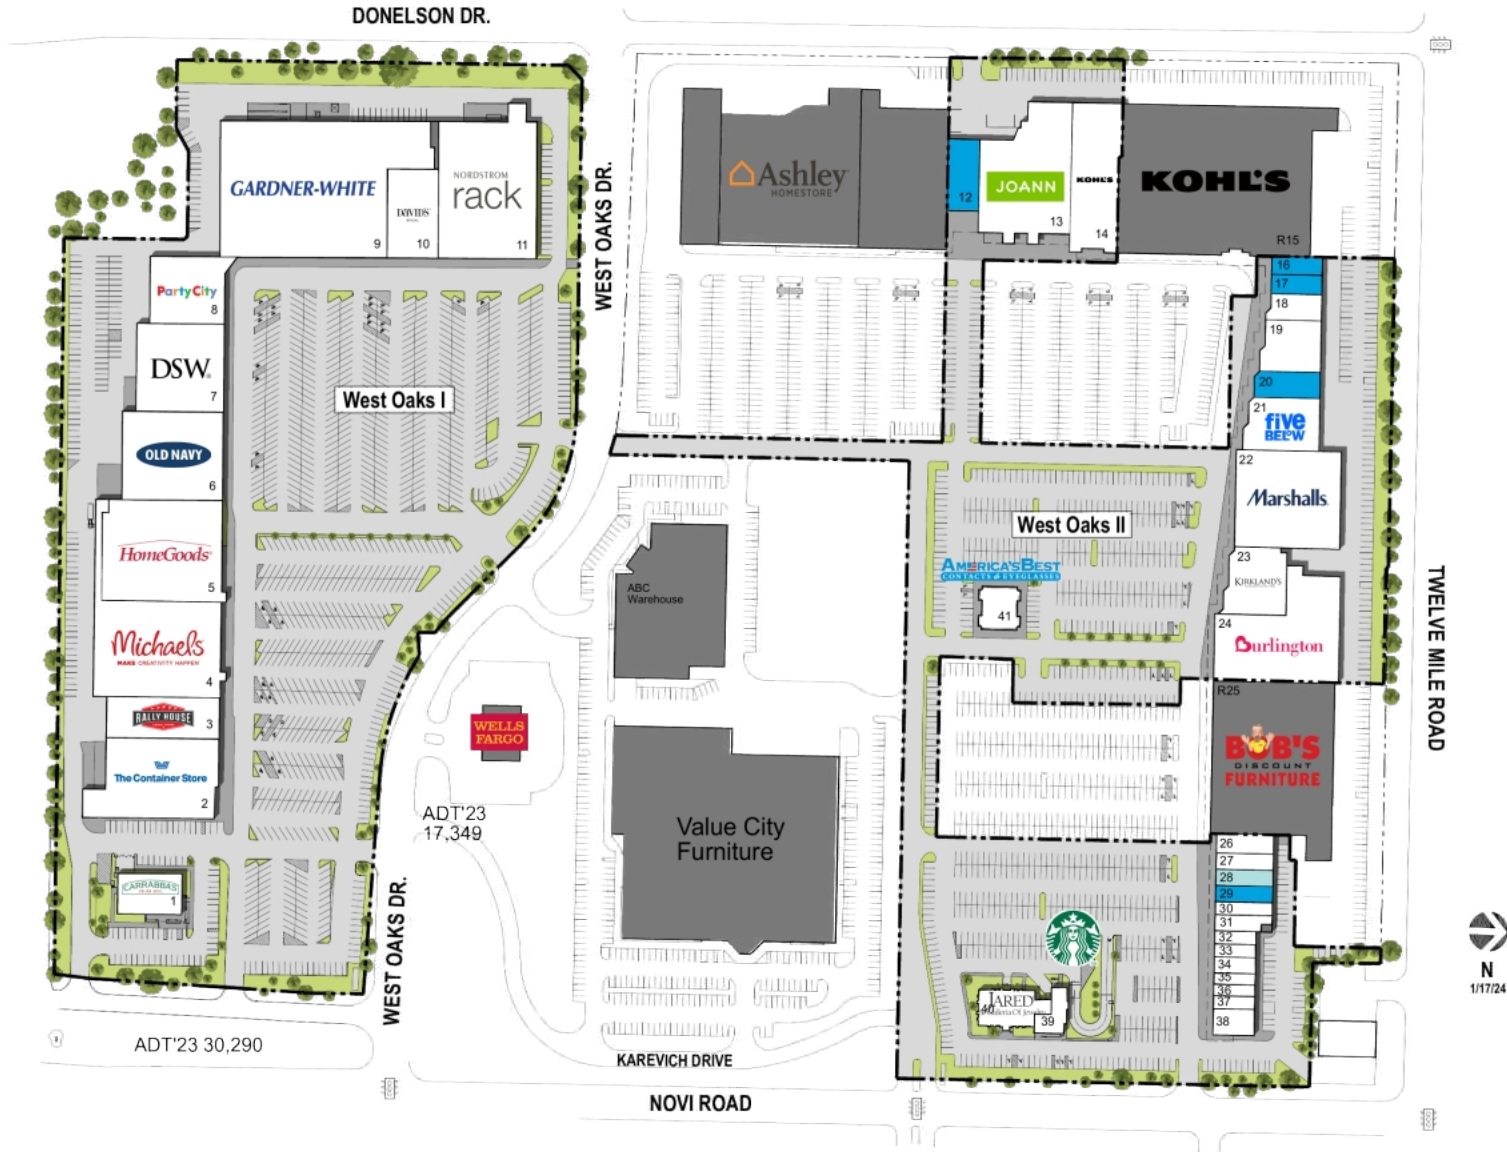 DONELSON DR.
GARDNER-WHITE
9
DAVID'S
10
NORDSTROM
rack
11
WEST OAKS DR.
PartyCity
8
DSW
7
OLD NAVY
6
HomeGoods
5
Michaels
MAKE CREATIVITY HAPPEN
4
RALLY HOUSE
3
The Container Store
2
CARRABBA'S
1
West Oaks I
Ashley
HOMESTORE
12
JOANN
13
KOHL'S
14
KOHL'S
R15
16
17
18
19
20
21
five
BELOW
22
Marshalls
23
KIRKLAND'S
24
Burlington
R25
BOB'S
DISCOUNT
FURNITURE
26
27
28
29
30
31
32
33
34
35
36
37
38
West Oaks II
AMERICA'S BEST
CONTACTS & EYEGLASSES
41
ABC
Warehouse
WELLS
FARGO
ADT'23
17,349
Value City
Furniture
JARED
40
39
WEST OAKS DR.
ADT'23 30,290
KAREVICH DRIVE
NOVI ROAD
TWELVE MILE ROAD
N
1/17/24